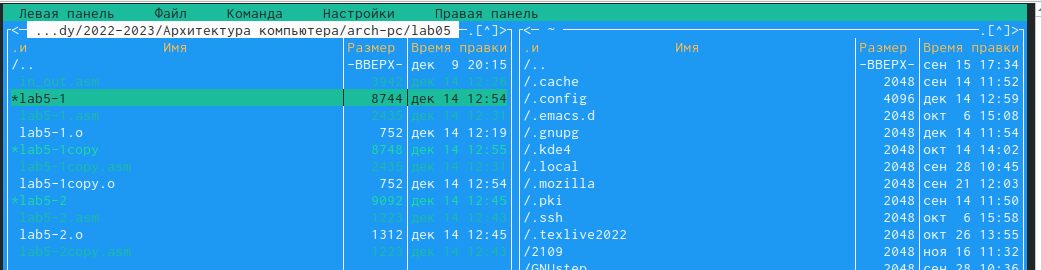 Левая панель Файл Команда Настройки Правая панель
<─ …dy/2022-2023/Архитектура компьютера/arch-pc/lab05 ─.[^]>
.и Имя Размер Время правки
/.. -ВВЕРХ- дек 9 20:15
in_out.asm 3942 дек 14 12:26
*lab5-1 8744 дек 14 12:54
lab5-1.asm 2435 дек 14 12:31
lab5-1.o 752 дек 14 12:19
*lab5-1copy 8748 дек 14 12:55
lab5-1copy.asm 2435 дек 14 12:31
lab5-1copy.o 752 дек 14 12:54
*lab5-2 9092 дек 14 12:45
lab5-2.asm 1223 дек 14 12:43
lab5-2.o 1312 дек 14 12:45
lab5-2copy.asm 1223 дек 14 12:43
<─ ~ ─.[^]>
.и Имя Размер Время правки
/.. -ВВЕРХ- сен 15 17:34
/.cache 2048 сен 14 11:52
/.config 4096 дек 14 12:59
/.emacs.d 2048 окт 6 15:08
/.gnupg 2048 дек 14 11:54
/.kde4 2048 окт 14 14:02
/.local 2048 сен 28 10:45
/.mozilla 2048 сен 21 12:03
/.pki 2048 сен 14 11:50
/.ssh 2048 окт 6 15:58
/.texlive2022 2048 окт 26 13:55
/2109 2048 ноя 16 11:32
/GNUstep 2048 сен 28 10:36